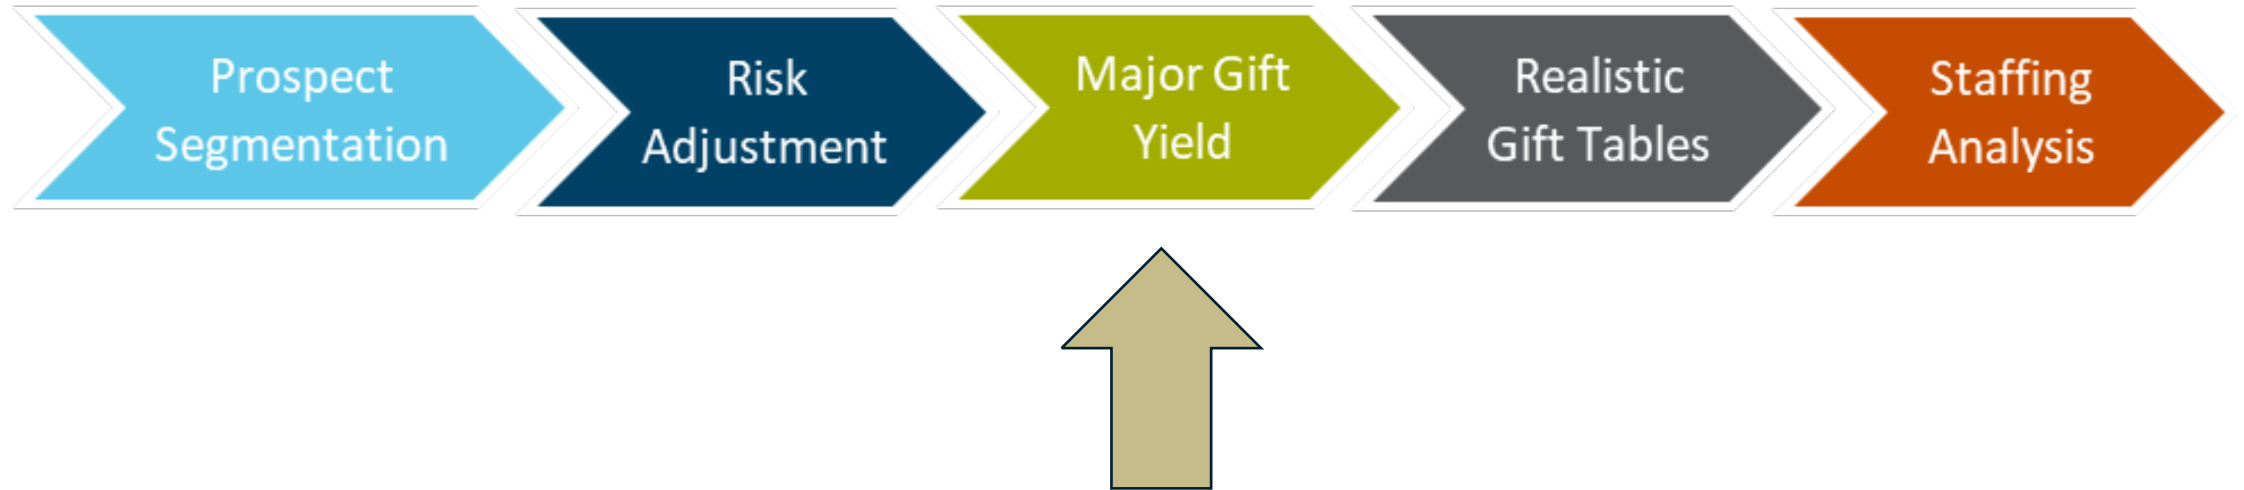 Prospect
Segmentation
Risk
Adjustment
Major Gift
Yield
Realistic
Gift Tables
Staffing
Analysis